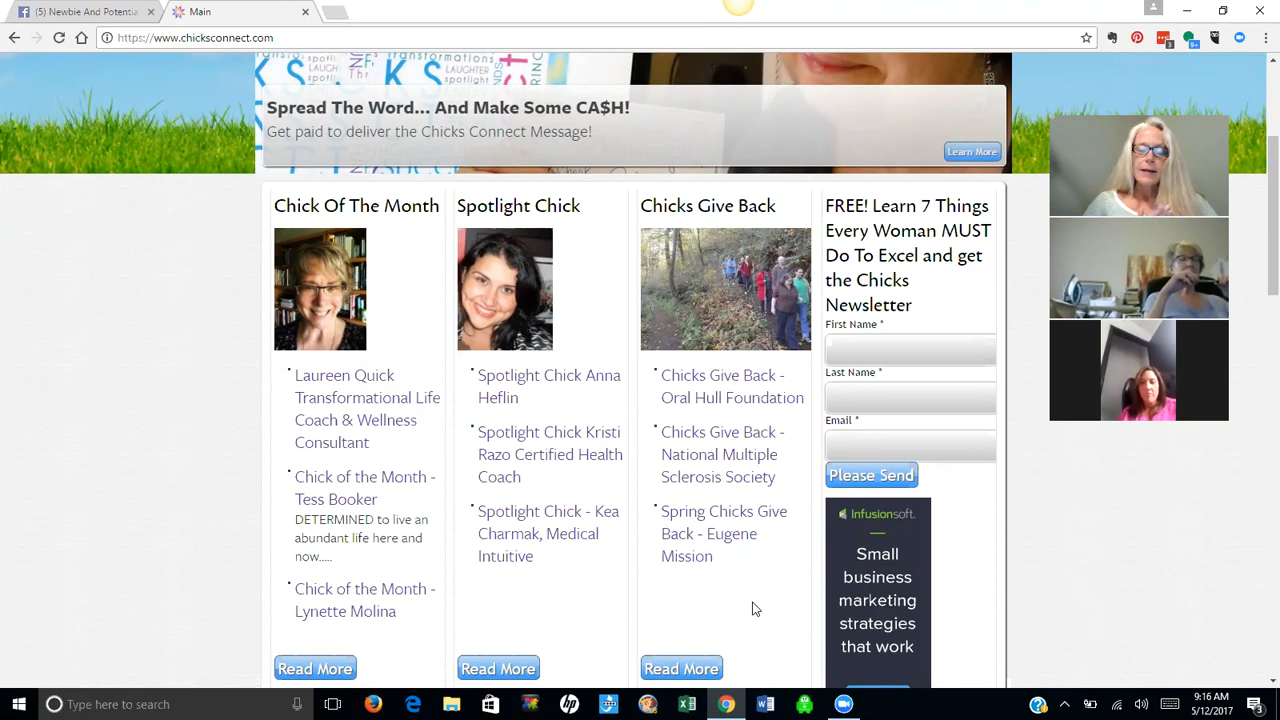 (5) Newbie And Potentia
Main
https://www.chicksconnect.com
Spread The Word... And Make Some CA$H!
Get paid to deliver the Chicks Connect Message!
Learn More
Chick Of The Month
Laureen Quick
Transformational Life
Coach & Wellness
Consultant
Chick of the Month -
Tess Booker
DETERMINED to live an
abundant life here and
now.....
Chick of the Month -
Lynette Molina
Read More
Spotlight Chick
Spotlight Chick Anna
Heflin
Spotlight Chick Kristi
Razo Certified Health
Coach
Spotlight Chick - Kea
Charmak, Medical
Intuitive
Read More
Chicks Give Back
Chicks Give Back -
Oral Hull Foundation
Chicks Give Back -
National Multiple
Sclerosis Society
Spring Chicks Give
Back - Eugene
Mission
Read More
FREE! Learn 7 Things
Every Woman MUST
Do To Excel and get
the Chicks
Newsletter
First Name *
Last Name *
Email *
Please Send
Infusionsoft.
Small
business
marketing
strategies
that work
Type here to search
9:16 AM
5/12/2017